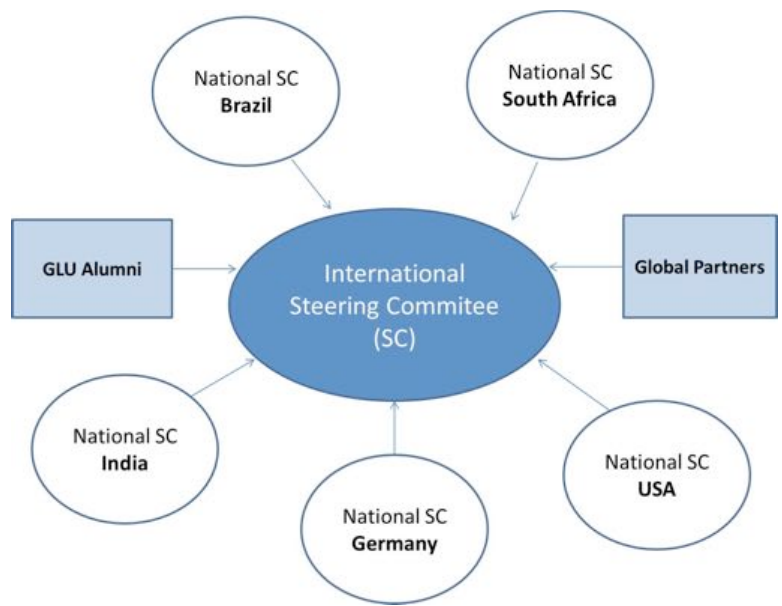 National SC
Brazil
National SC
South Africa
GLU Alumni
International
Steering Commitee
(SC)
Global Partners
National SC
India
National SC
Germany
National SC
USA